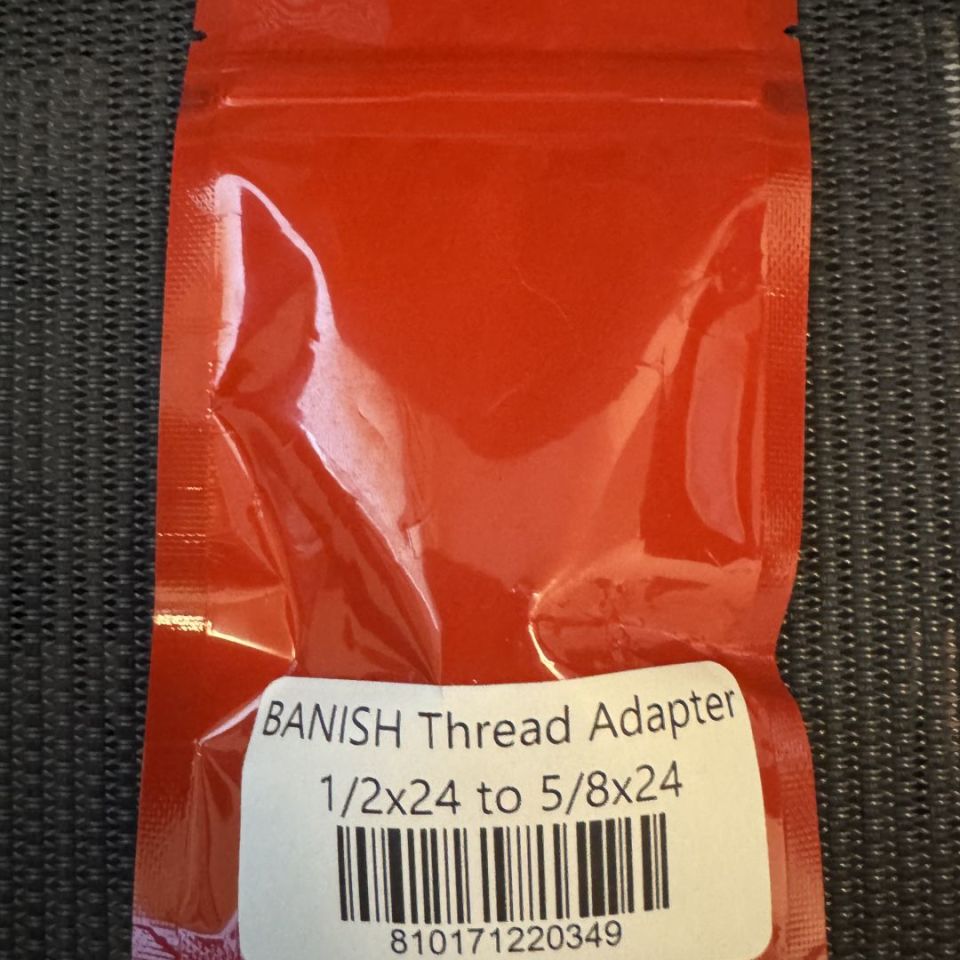 BANISH Thread Adapter
1/2x24 to 5/8x24
810171220349